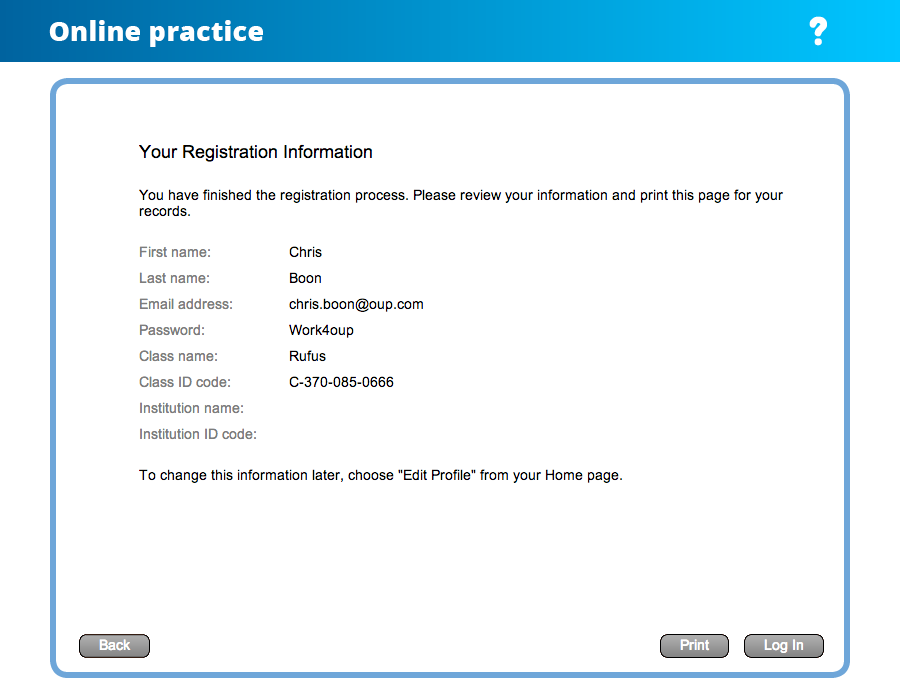 Online practice ?
Your Registration Information
You have finished the registration process. Please review your information and print this page for your
records.
First name: Chris
Last name: Boon
Email address: chris.boon@oup.com
Password: Work4oup
Class name: Rufus
Class ID code: C-370-085-0666
Institution name:
Institution ID code:
To change this information later, choose "Edit Profile" from your Home page.
Back Print Log In